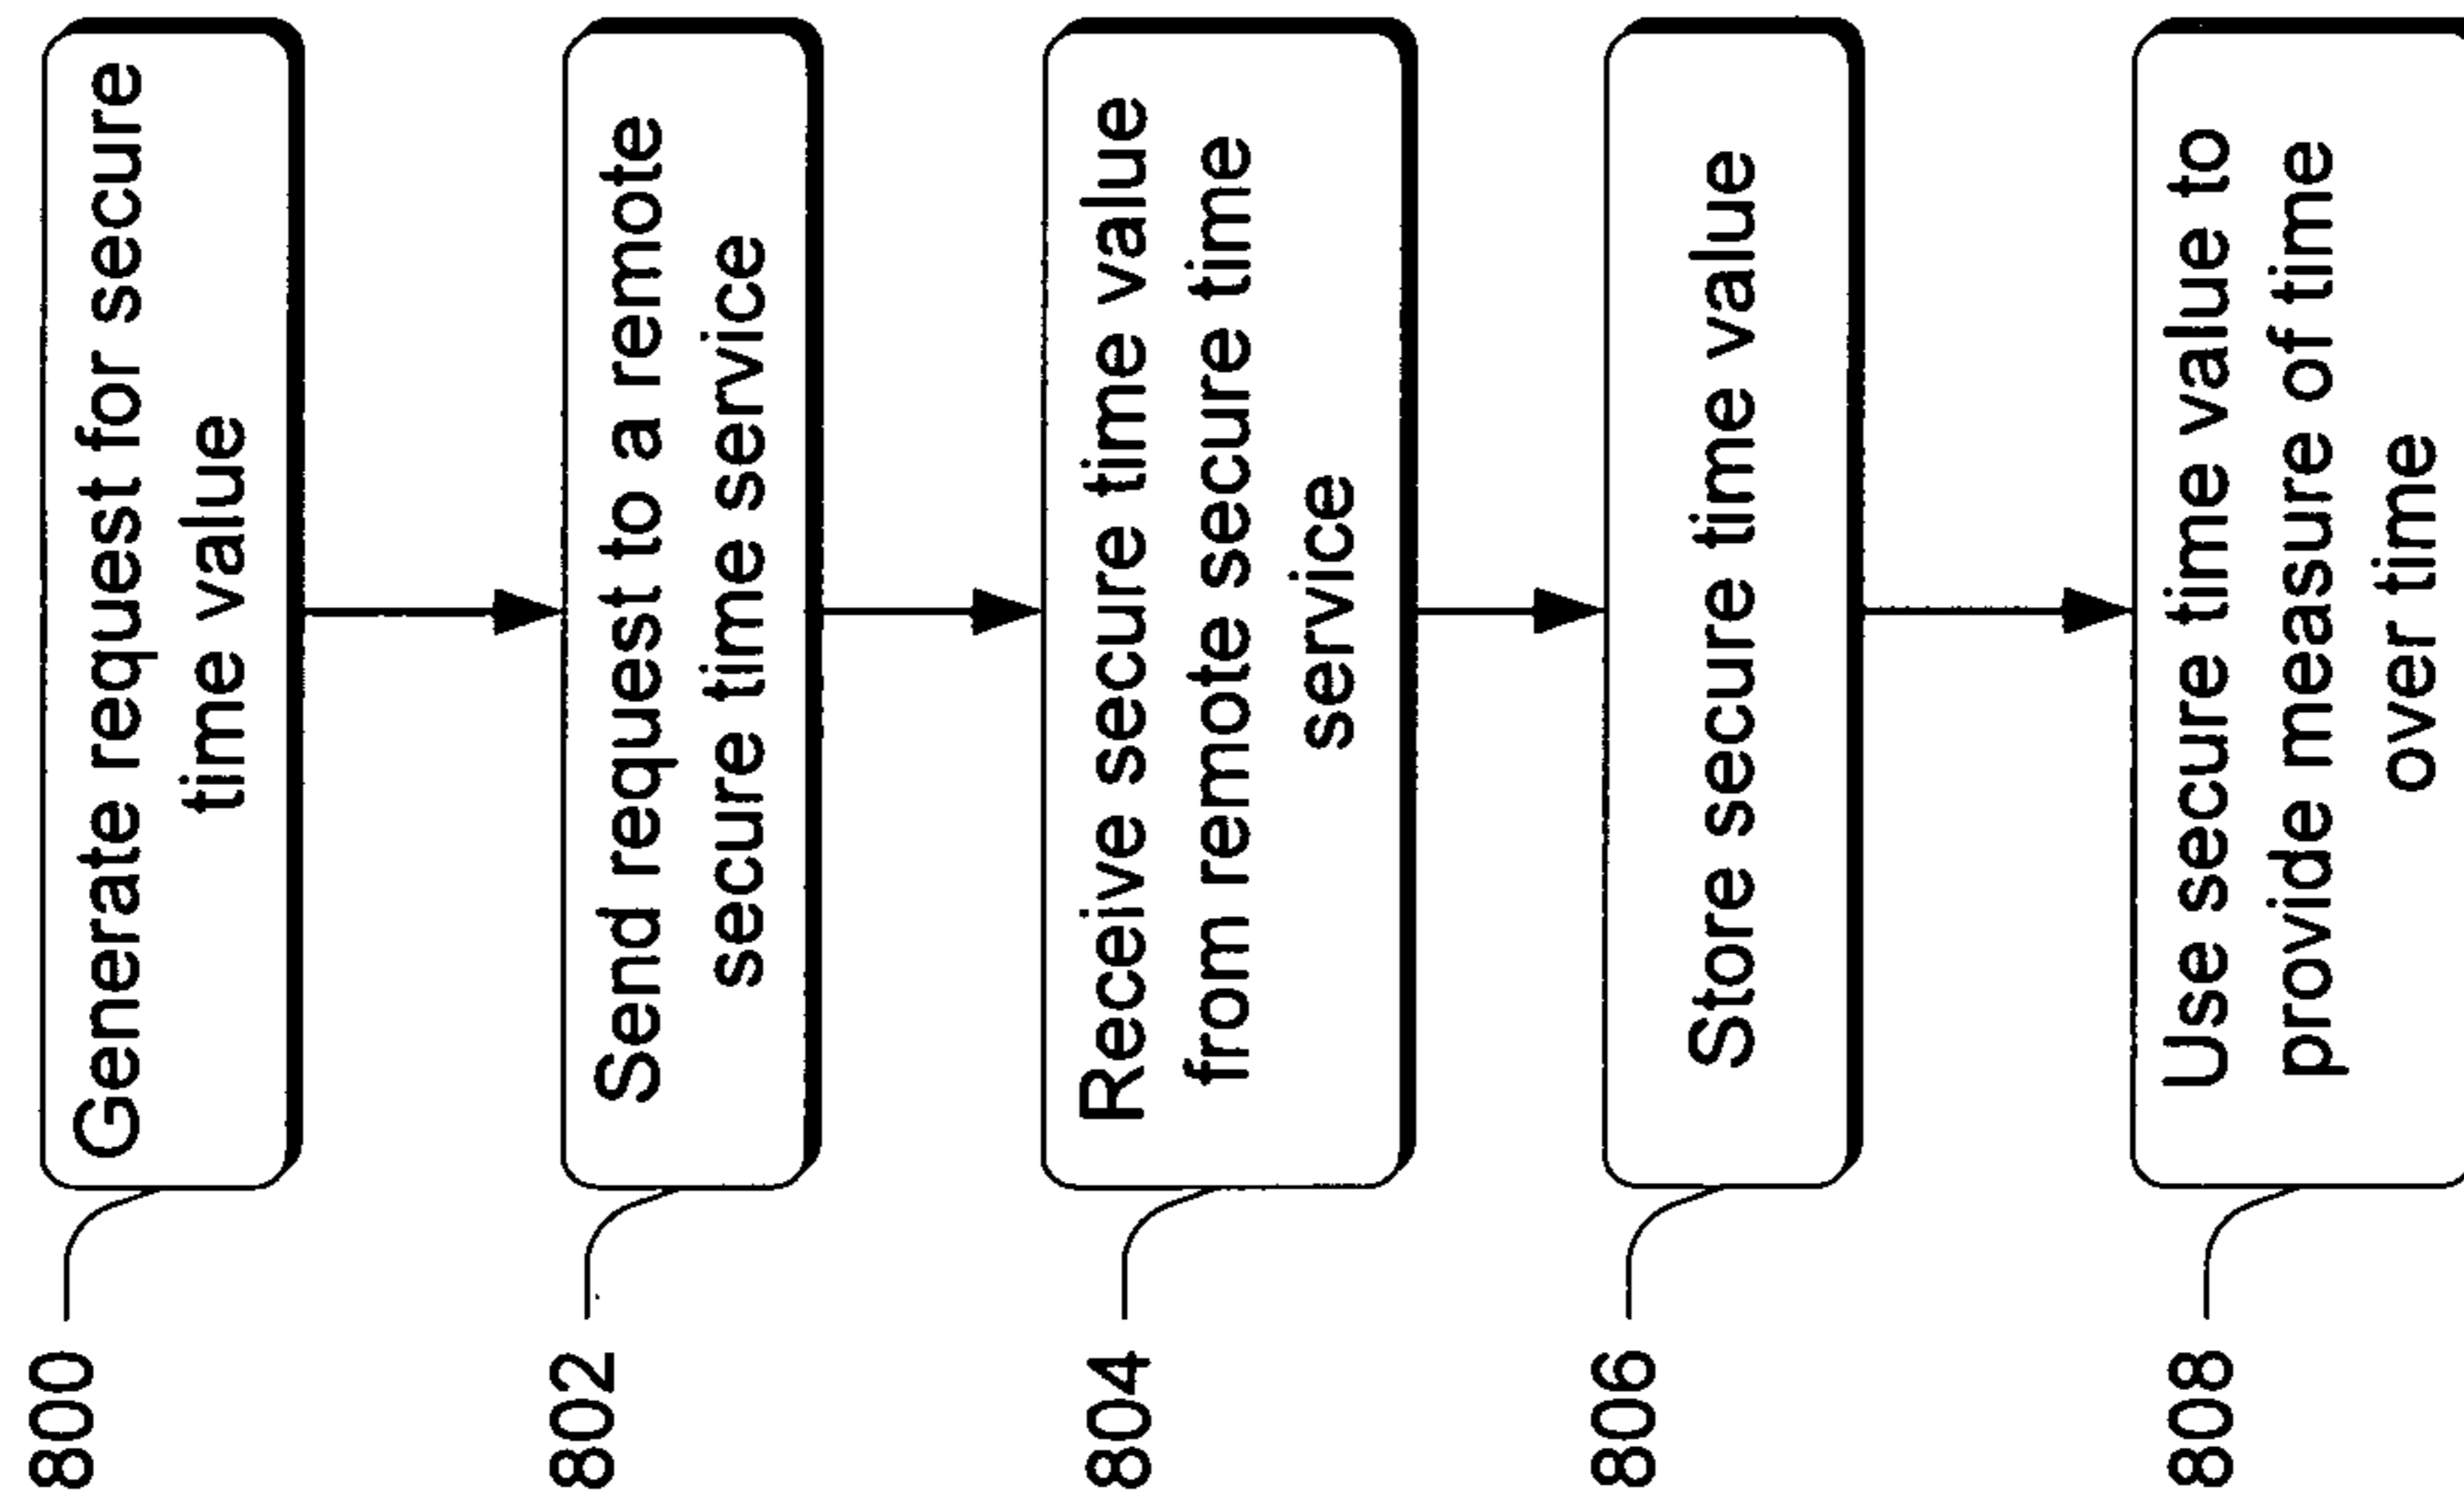 800
Generate request for secure
time value
802
Send request to a remote
secure time service
804
Receive secure time value
from remote secure time
service
806
Store secure time value
808
Use secure time value to
provide measure of time
over time